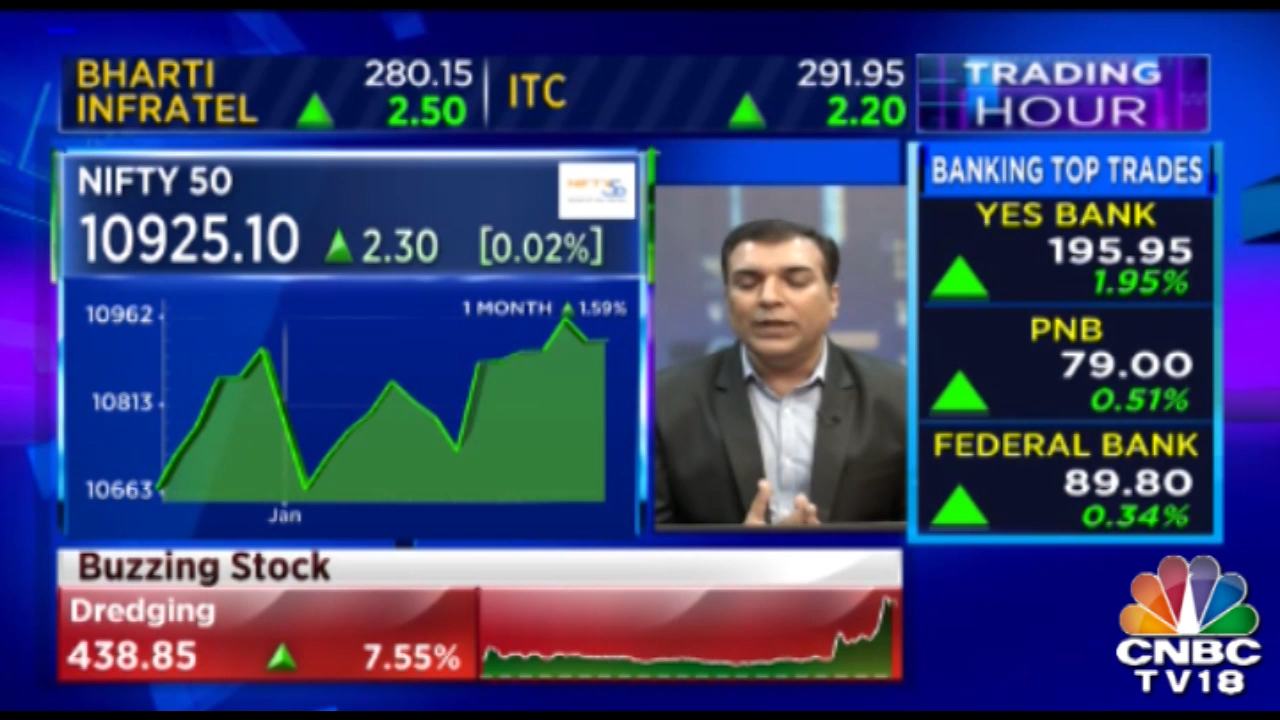 BHARTI
INFRATEL
280.15
2.50
ITC
291.95
2.20
TRADING
HOUR
NIFTY 50
10925.10 2.30 [0.02%]
1 MONTH 1.59%
10962
10813
10663
Jan
BANKING TOP TRADES
YES BANK
195.95
1.95%
PNB
79.00
0.51%
FEDERAL BANK
89.80
0.34%
Buzzing Stock
Dredging
438.85 7.55%
CNBC
TV18